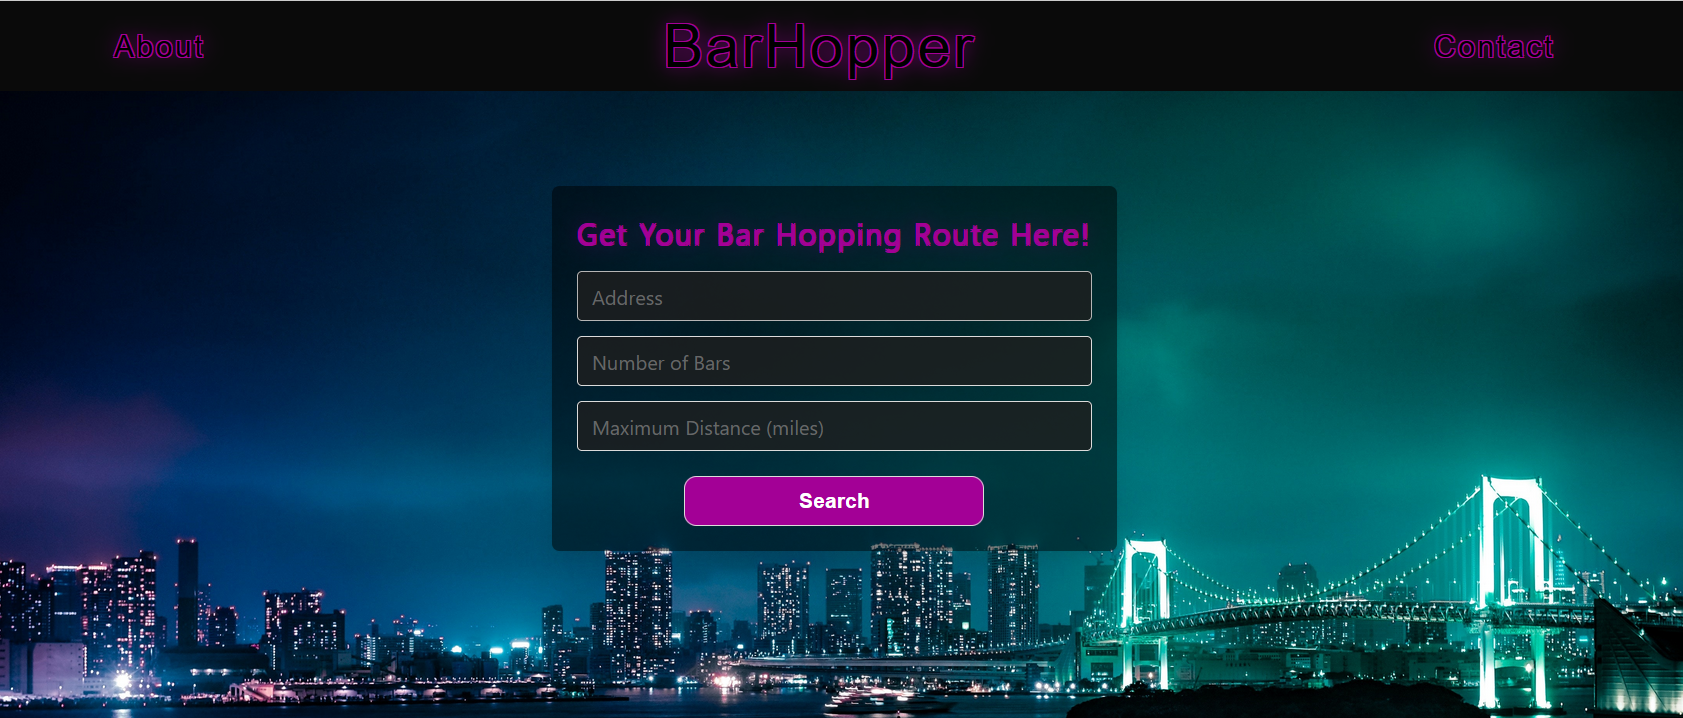 About
BarHopper
Contact
Get Your Bar Hopping Route Here!
Address
Number of Bars
Maximum Distance (miles)
Search